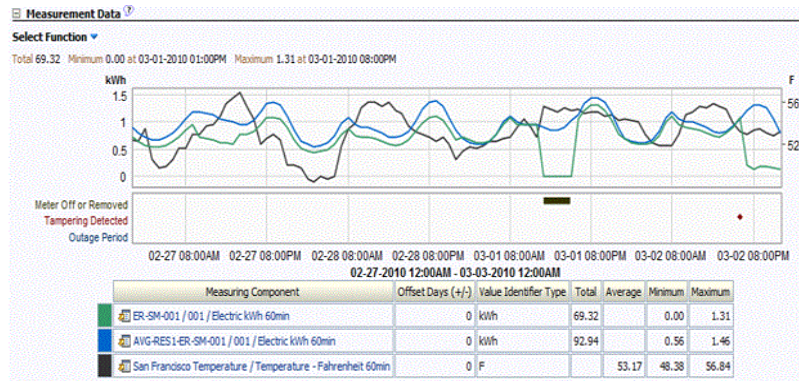 Measurement Data ?
Select Function
Total 69.32 Minimum 0.00 at 03-01-2010 01:00PM Maximum 1.31 at 03-01-2010 08:00PM
kWh F
1.5
1
0.5
0
56
52
Meter Off or Removed
Tampering Detected
Outage Period
02-27 08:00AM 02-27 08:00PM 02-28 08:00AM 02-28 08:00PM 03-01 08:00AM 03-01 08:00PM 03-02 08:00AM 03-02 08:00PM
02-27-2010 12:00AM - 03-03-2010 12:00AM
Measuring Component Offset Days (+/-) Value Identifier Type Total Average Minimum Maximum
ER-SM-001 / 001 / Electric kWh 60min 0 kWh 69.32 0.00 1.31
AVG-RES1-ER-SM-001 / 001 / Electric kWh 60min 0 kWh 92.94 0.56 1.46
San Francisco Temperature / Temperature - Fahrenheit 60min 0 F 53.17 48.38 56.84